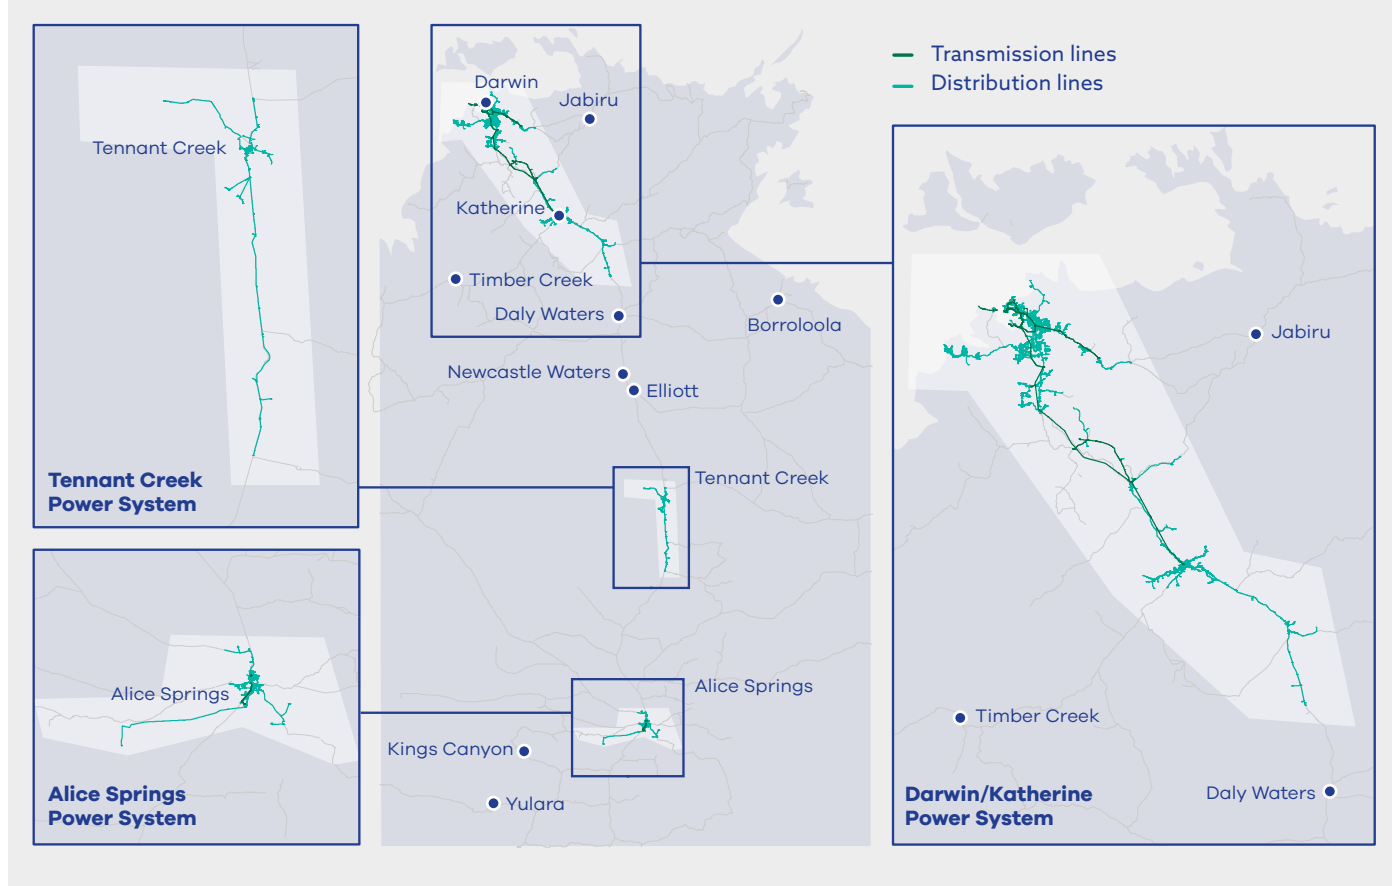 Transmission lines
Distribution lines
Tennant Creek
Tennant Creek
Power System
Alice Springs
Alice Springs
Power System
Darwin
Jabiru
Katherine
Timber Creek
Daly Waters
Borroloola
Newcastle Waters
Elliott
Tennant Creek
Alice Springs
Kings Canyon
Yulara
Jabiru
Timber Creek
Daly Waters
Darwin/Katherine
Power System